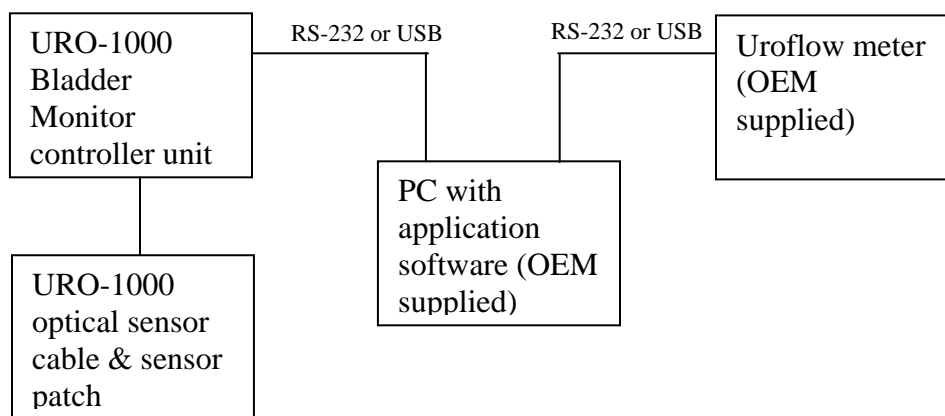 URO-1000
Bladder
Monitor
controller unit
RS-232 or USB
RS-232 or USB
Uroflow meter
(OEM
supplied)
PC with
application
software (OEM
supplied)
URO-1000
optical sensor
cable & sensor
patch